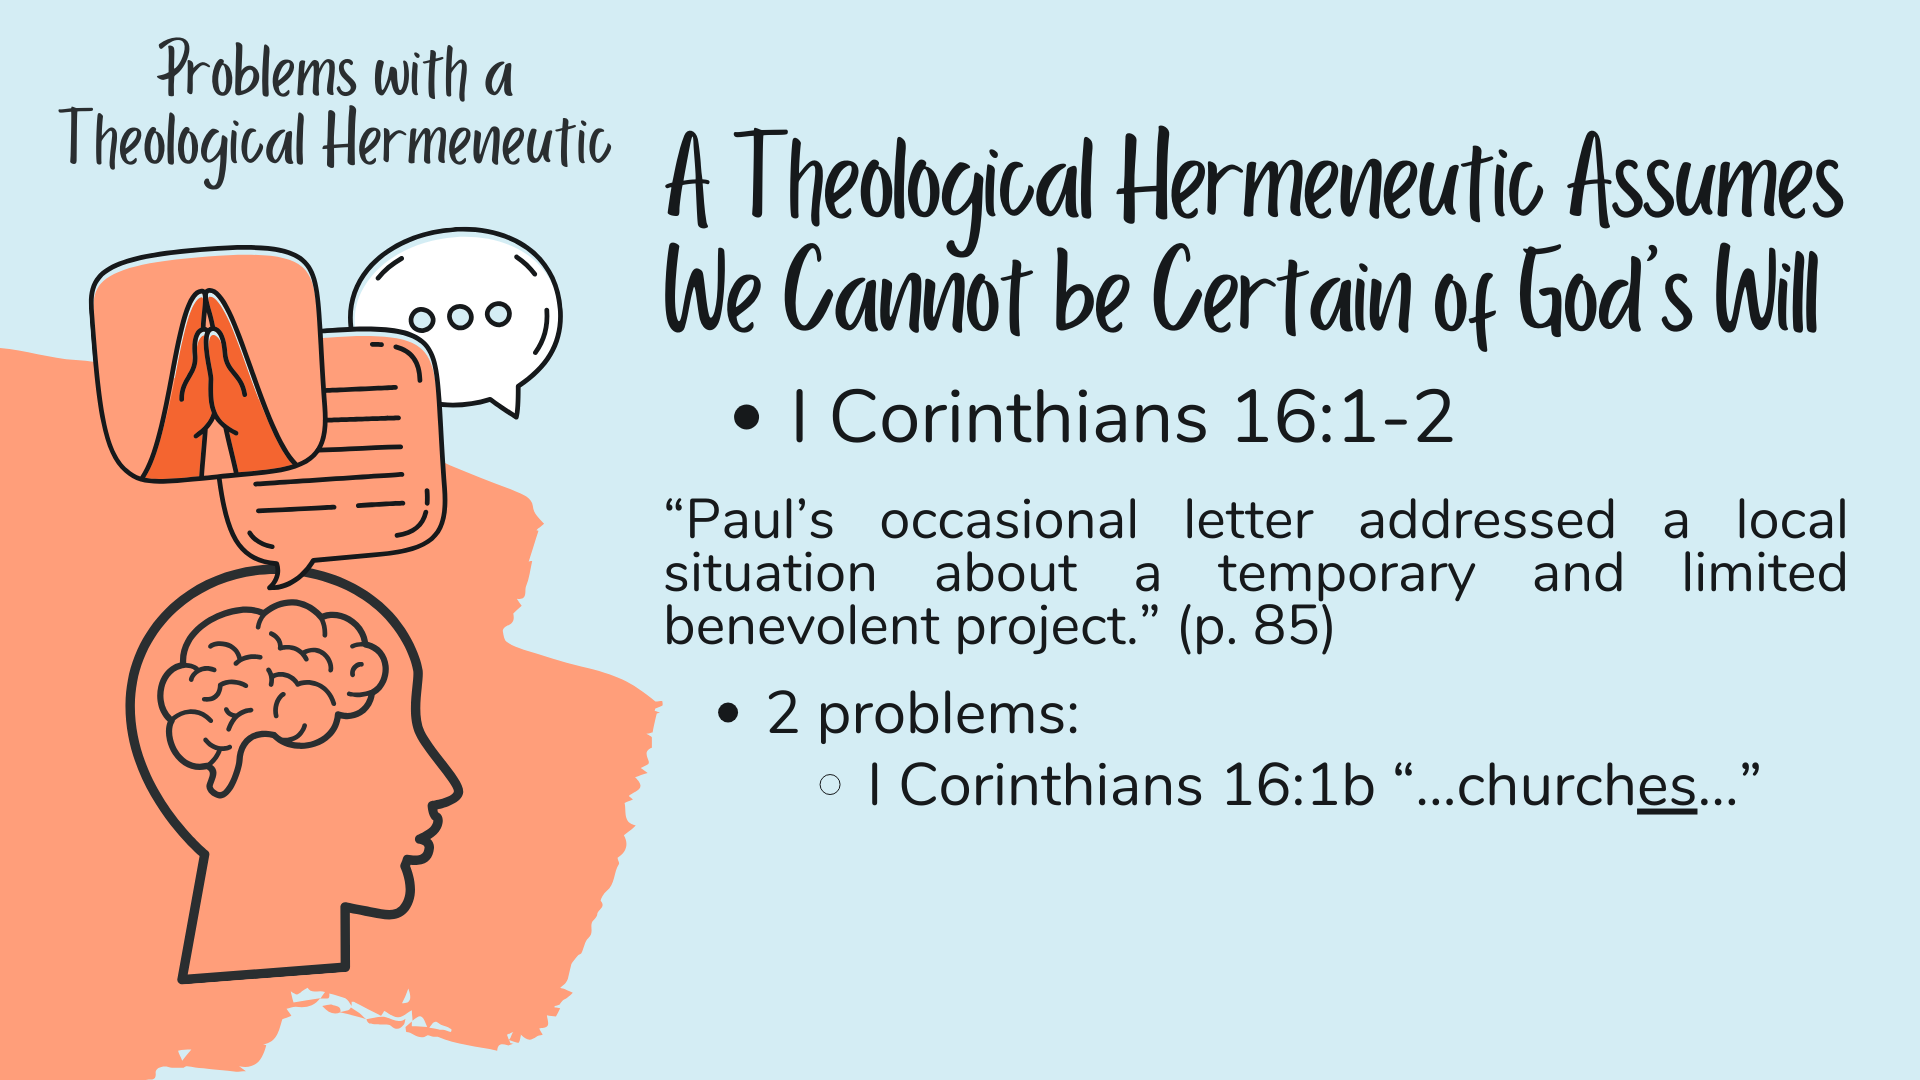 Problems with a
Theological Hermeneutic
A Theological Hermeneutic Assumes
We Cannot be Certain of God's Will
• I Corinthians 16:1-2
“Paul’s occasional letter addressed a local
situation about a temporary and limited
benevolent project.” (p. 85)
• 2 problems:
○ I Corinthians 16:1b “...churches...”